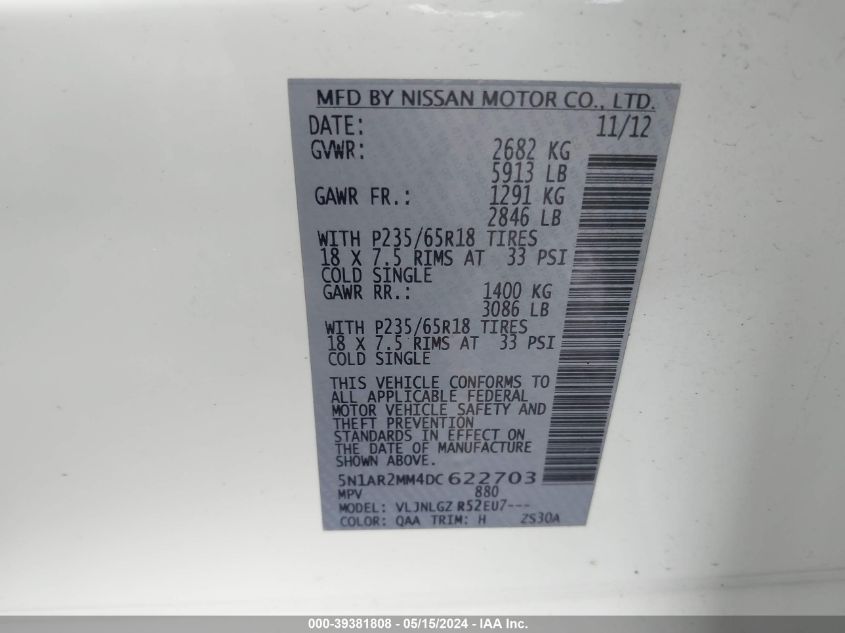 MFD BY NISSAN MOTOR CO., LTD.
DATE: 11/12
GVWR: 2682 KG
5913 LB
GAWR FR.: 1291 KG
2846 LB
WITH P235/65R18 TIRES
18 X 7.5 RIMS AT 33 PSI
COLD SINGLE
GAWR RR.: 1400 KG
3086 LB
WITH P235/65R18 TIRES
18 X 7.5 RIMS AT 33 PSI
COLD SINGLE
THIS VEHICLE CONFORMS TO
ALL APPLICABLE FEDERAL
MOTOR VEHICLE SAFETY AND
THEFT PREVENTION
STANDARDS IN EFFECT ON
THE DATE OF MANUFACTURE
SHOWN ABOVE.
5N1AR2MM4DC622703
MPV 880
MODEL: VLJNLGZ R52EU7---
COLOR: QAA TRIM: H ZS30A
000-39381808 - 05/15/2024 - IAA Inc.